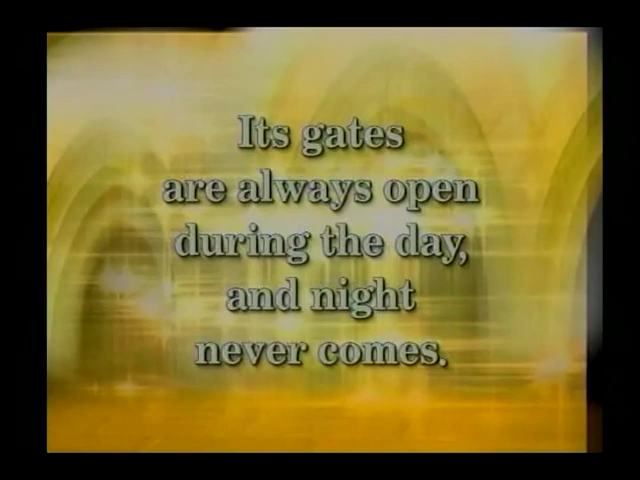 Its gates
are always open
during the day,
and night
never comes.